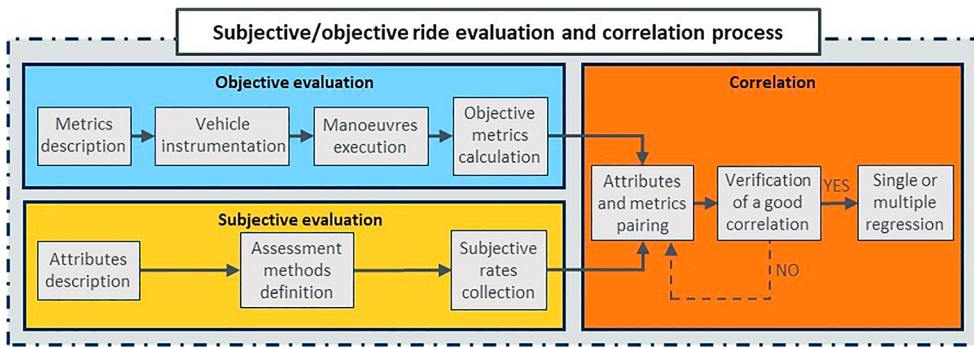 Subjective/objective ride evaluation and correlation process
Objective evaluation
Metrics
description
Vehicle
instrumentation
Manoeuvres
execution
Objective
metrics
calculation
Subjective evaluation
Attributes
description
Assessment
methods
definition
Subjective
rates
collection
Correlation
Attributes
and metrics
pairing
Verification
of a good
correlation
YES
NO
Single or
multiple
regression